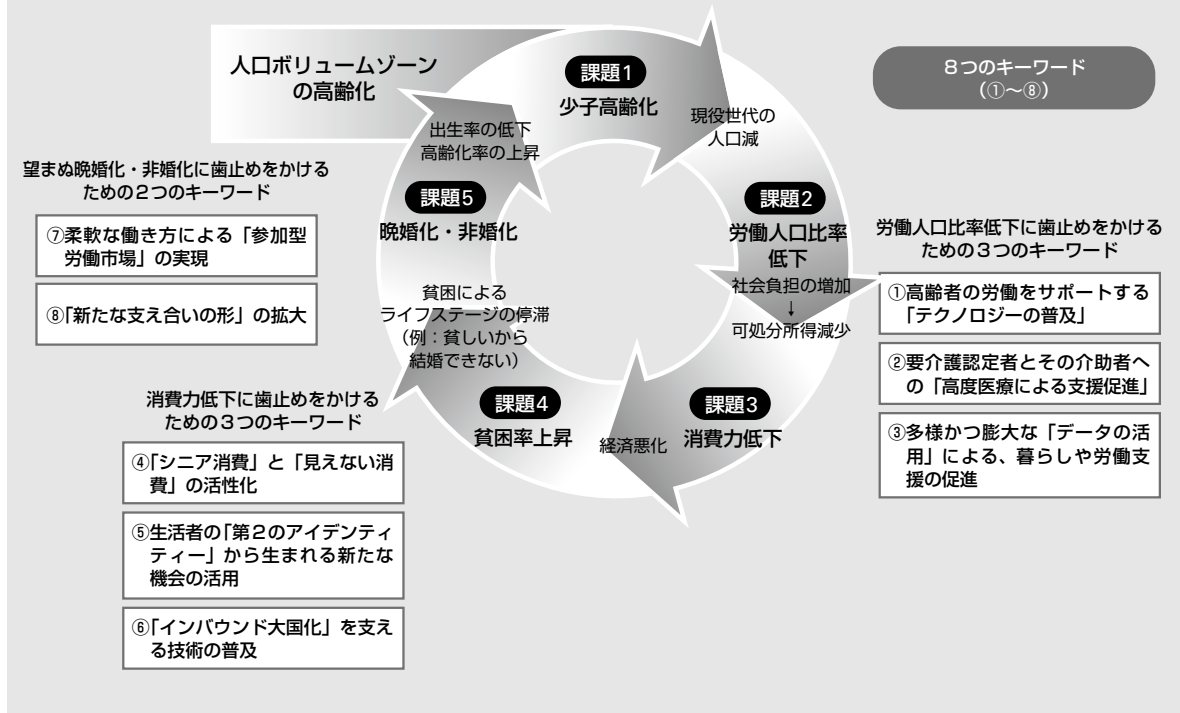 人口ボリュームゾーン
の高齢化
課題1
少子高齢化
現役世代の
人口減
8つのキーワード
(①〜⑧)
出生率の低下
高齢化率の上昇
課題5
晩婚化・非婚化
課題2
労働人口比率
低下
社会負担の増加
↓
可処分所得減少
貧困による
ライフステージの停滞
(例：貧しいから
結婚できない)
課題4
貧困率上昇
経済悪化
課題3
消費力低下
望まぬ晩婚化・非婚化に歯止めをかける
ための2つのキーワード
⑦柔軟な働き方による「参加型
労働市場」の実現
⑧「新たな支え合いの形」の拡大
労働人口比率低下に歯止めをかける
ための3つのキーワード
①高齢者の労働をサポートする
「テクノロジーの普及」
②要介護認定者とその介助者へ
の「高度医療による支援促進」
③多様かつ膨大な「データの活
用」による、暮らしや労働支
援の促進
消費力低下に歯止めをかける
ための3つのキーワード
④「シニア消費」と「見えない消
費」の活性化
⑤生活者の「第2のアイデンティ
ティー」から生まれる新たな
機会の活用
⑥「インバウンド大国化」を支え
る技術の普及